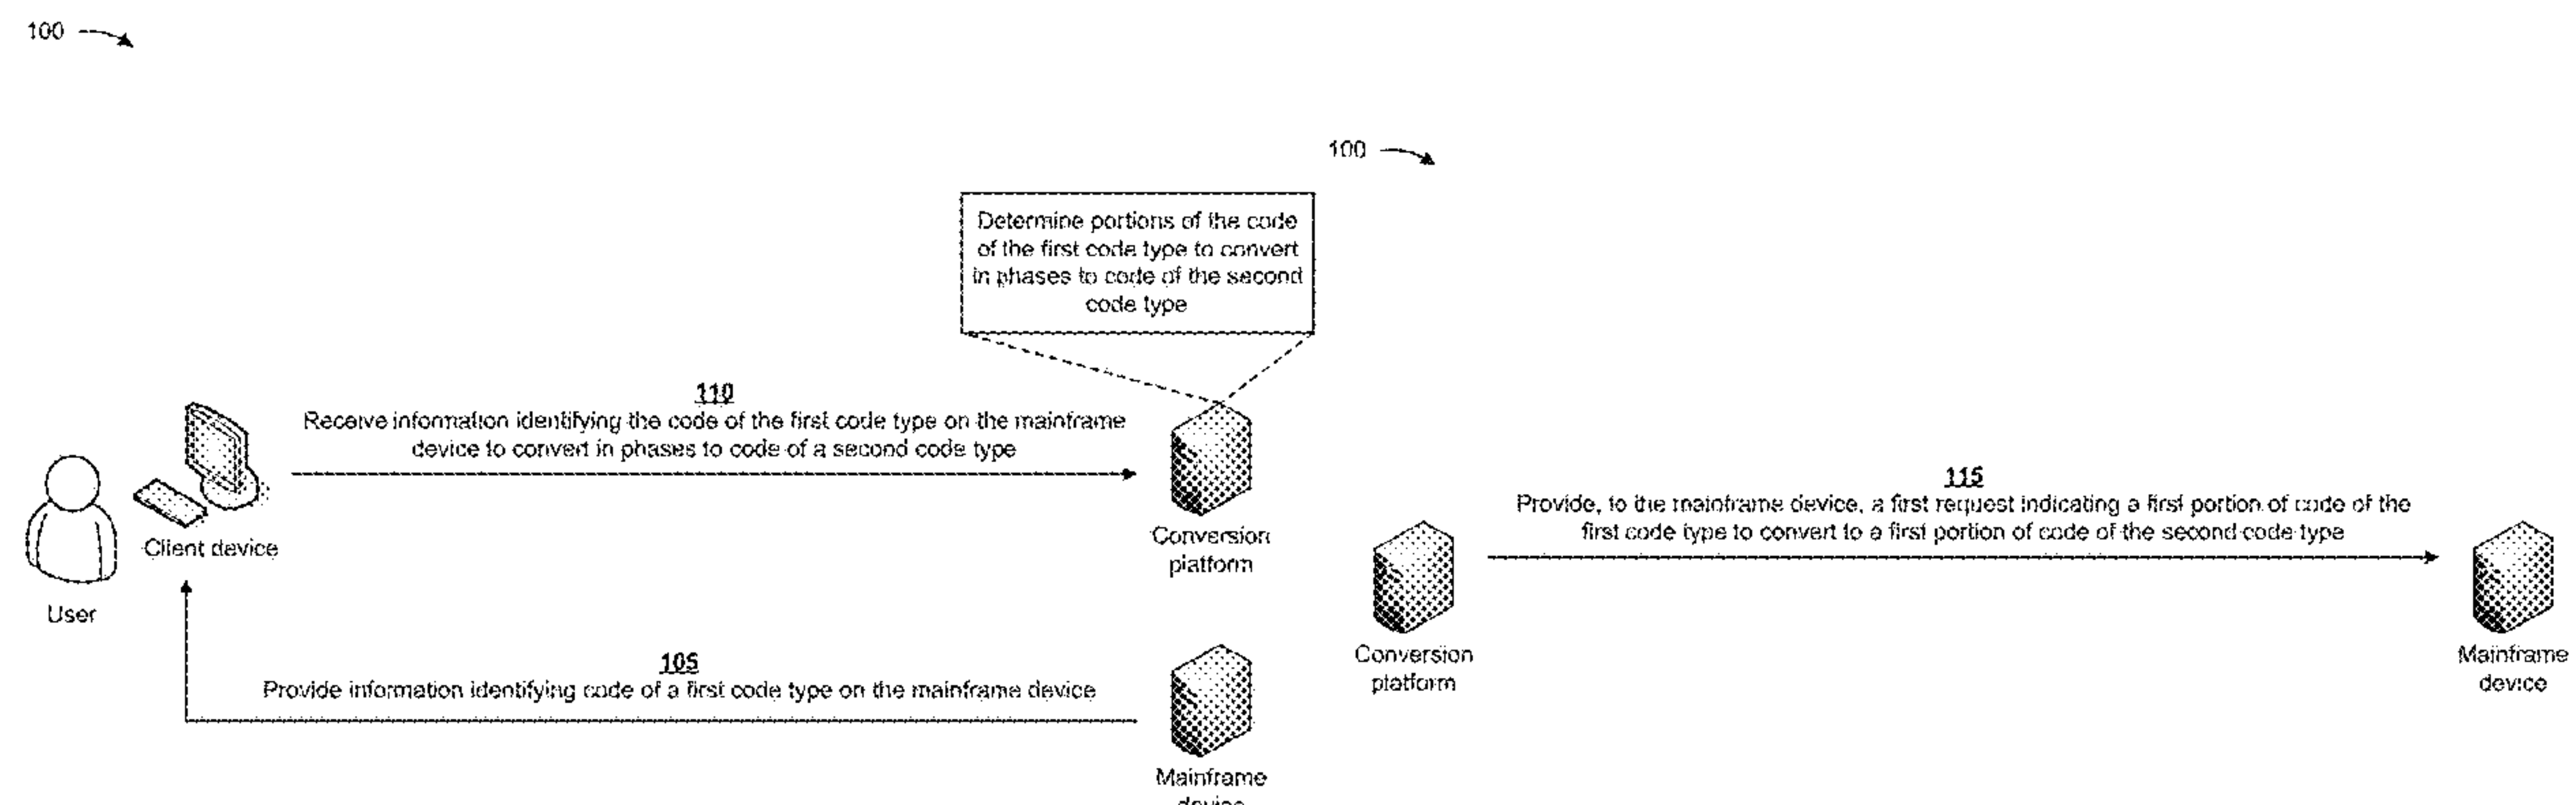 100
Determine portions of the code
of the first code type to convert
in phases to code of the second
code type
110
Receive information identifying the code of the first code type on the mainframe
device to convert in phases to code of a second code type
Conversion
platform
Client device
User
105
Provide information identifying code of a first code type on the mainframe device
Mainframe
device
100
115
Provide, to the mainframe device, a first request indicating a first portion of code of the
first code type to convert to a first portion of code of the second code type
Conversion
platform
Mainframe
device